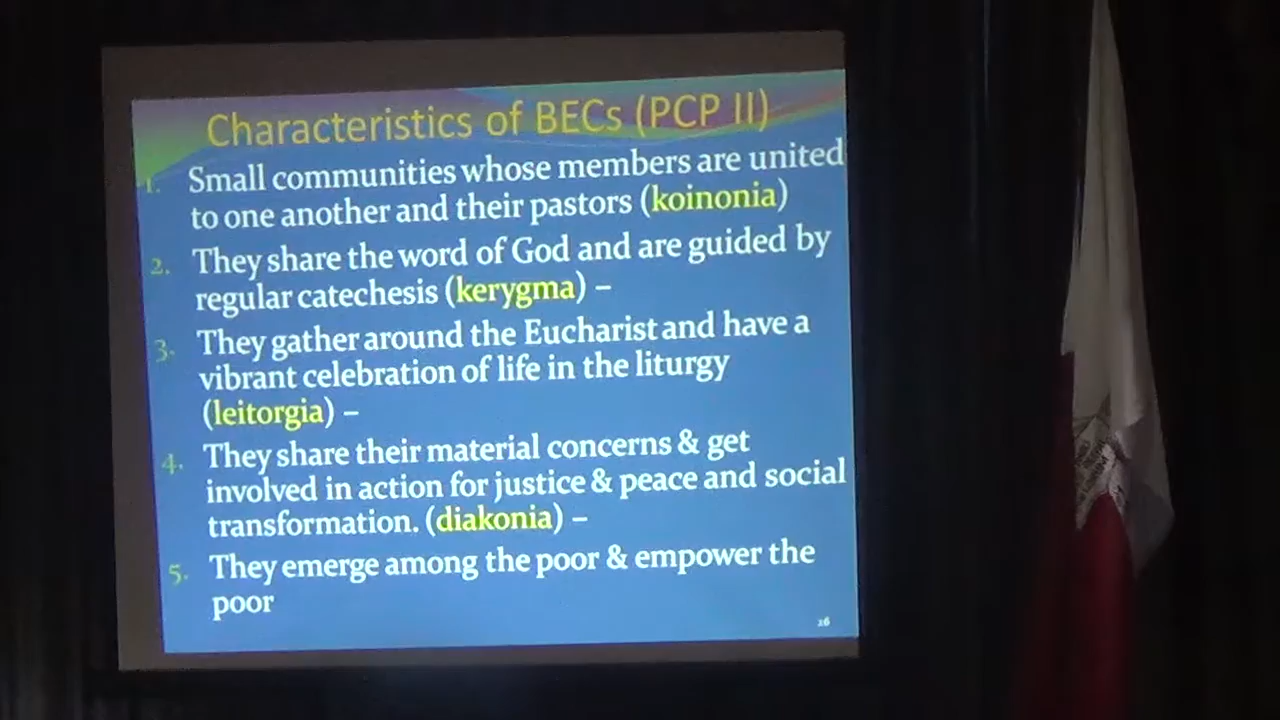 Characteristics of BECs (PCP II)
1. Small communities whose members are united
to one another and their pastors (koinonia)
2. They share the word of God and are guided by
regular catechesis (kerygma) –
3. They gather around the Eucharist and have a
vibrant celebration of life in the liturgy
(leitorgia) –
4. They share their material concerns & get
involved in action for justice & peace and social
transformation. (diakonia) –
5. They emerge among the poor & empower the
poor
26